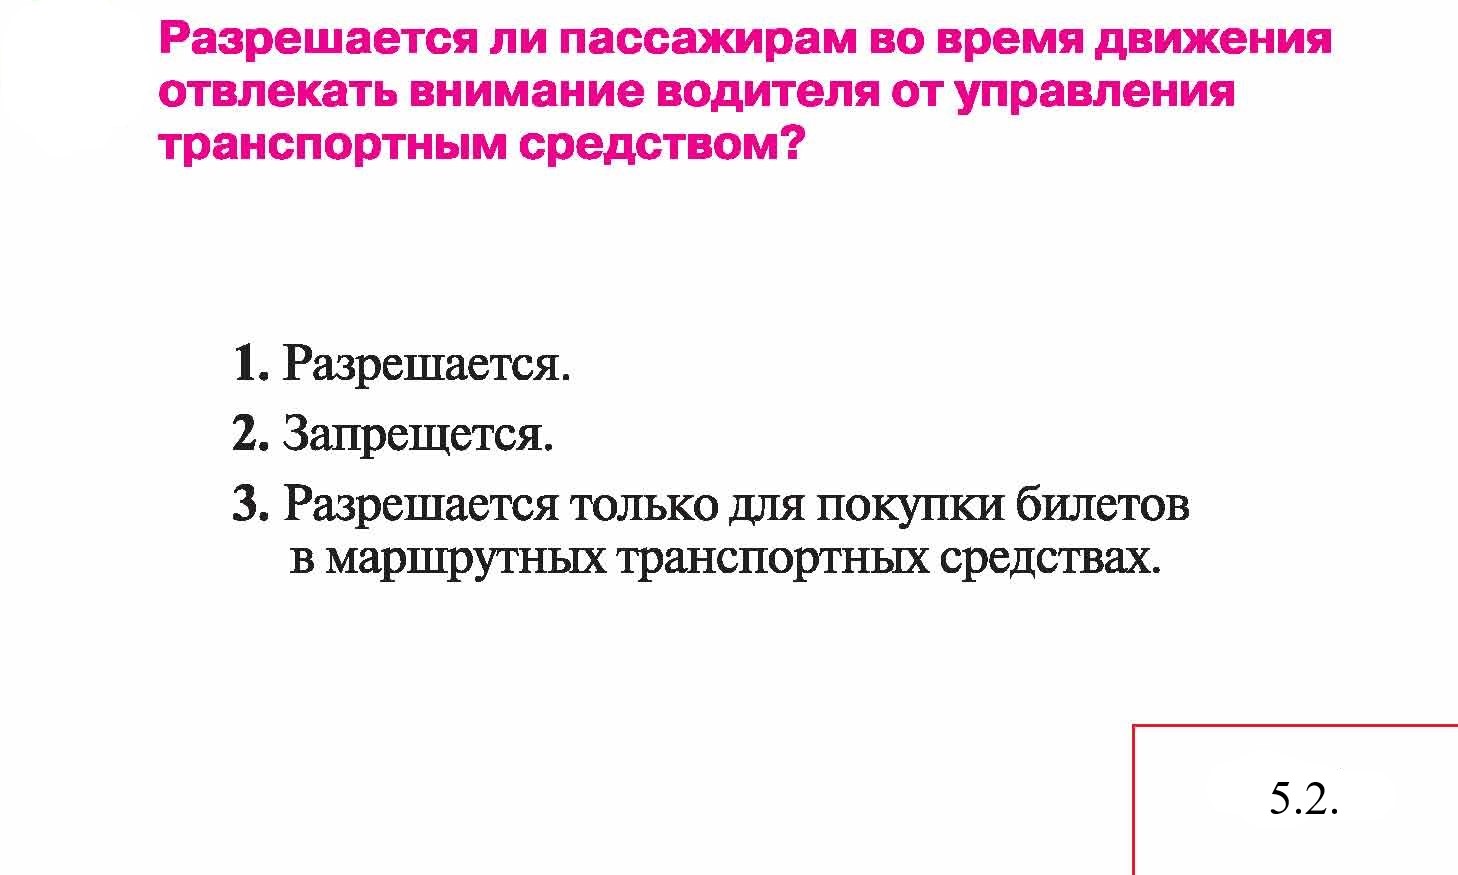 Разрешается ли пассажирам во время движения
отвлекать внимание водителя от управления
транспортным средством?
1. Разрешается.
2. Запрещется.
3. Разрешается только для покупки билетов
в маршрутных транспортных средствах.
5.2.